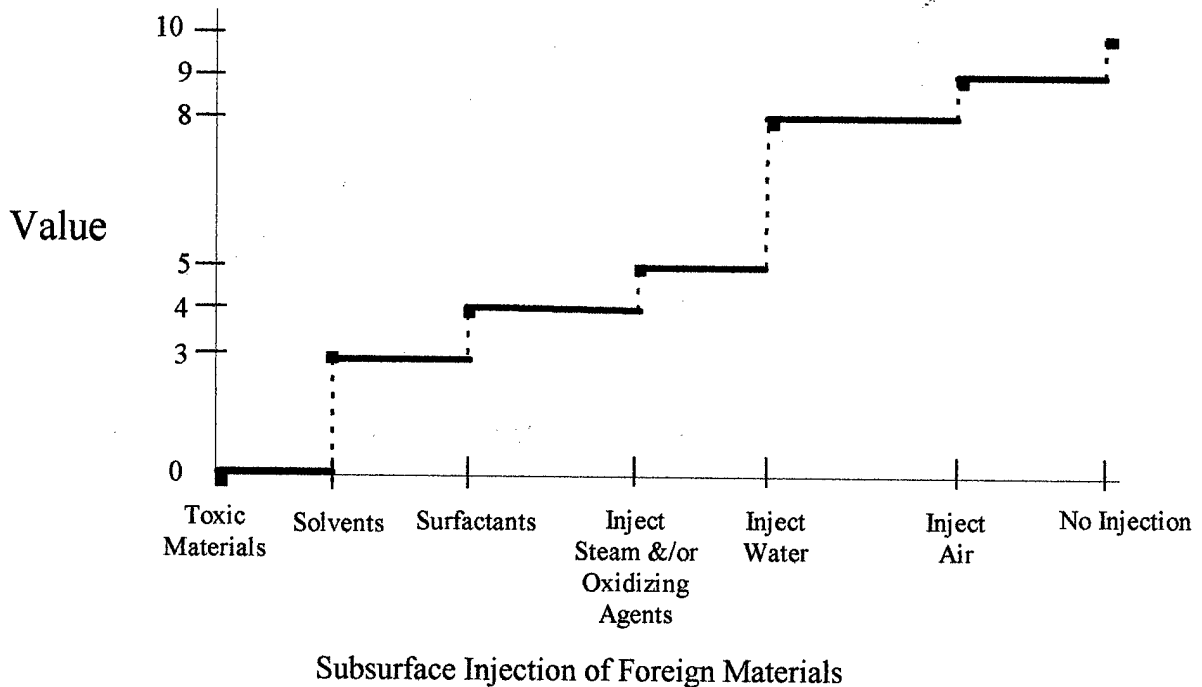 10
9
8
Value
5
4
3
0
Toxic
Materials
Solvents
Surfactants
Inject
Steam &/or
Oxidizing
Agents
Inject
Water
Inject
Air
No Injection
Subsurface Injection of Foreign Materials